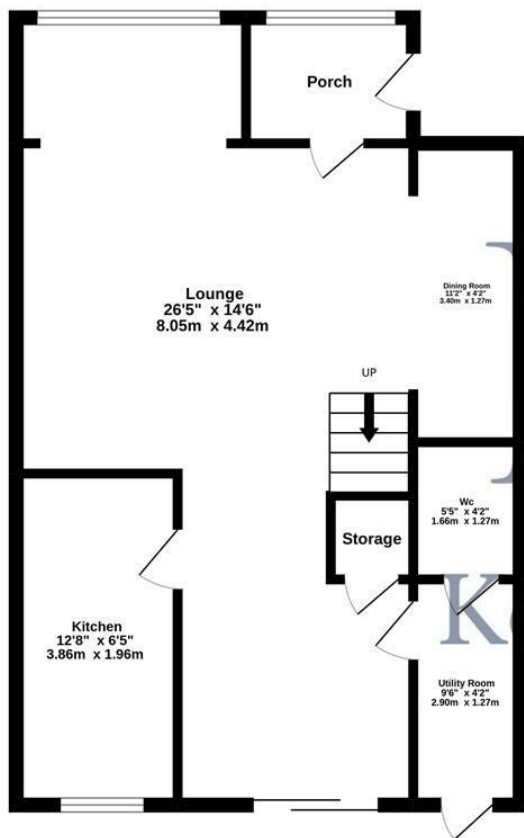 Porch
Lounge
26'5" x 14'6"
8.05m x 4.42m
Dining Room
11'2" x 4'2"
3.40m x 1.27m
UP
Wc
5'5" x 4'2"
1.66m x 1.27m
Storage
Kitchen
12'8" x 6'5"
3.86m x 1.96m
Utility Room
9'6" x 4'2"
2.90m x 1.27m